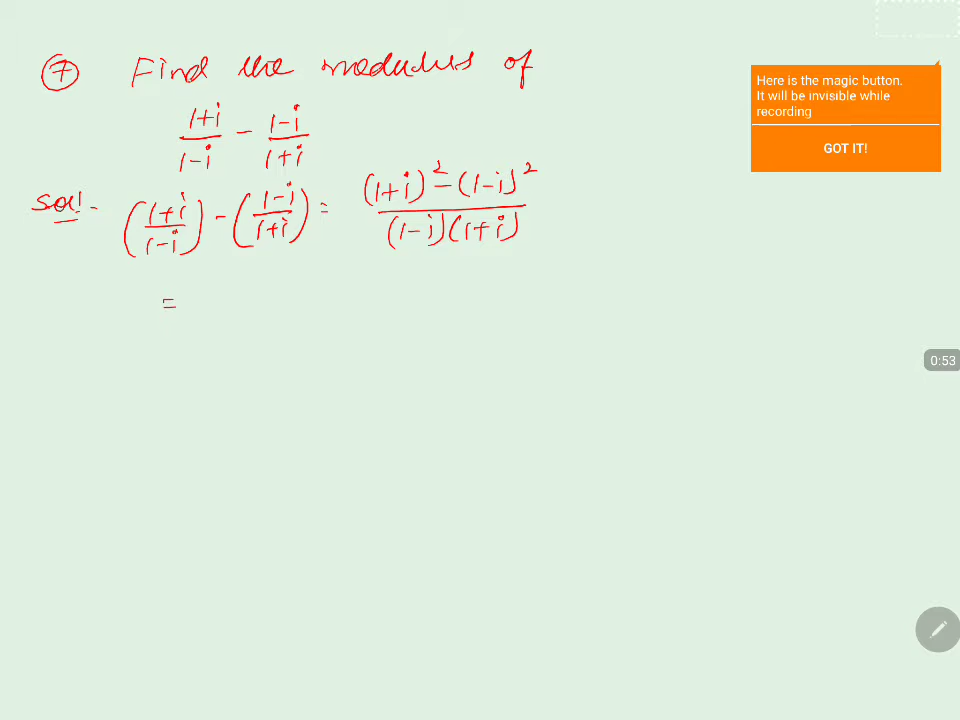 ⑦ Find the modulus of
(1+i)/(1-i) - (1-i)/(1+i)
Sol. - ((1+i)/(1-i)) - ((1-i)/(1+i)) = ((1+i)² - (1-i)²)/((1-i)(1+i))
=
Here is the magic button.
It will be invisible while
recording
GOT IT!
0:53